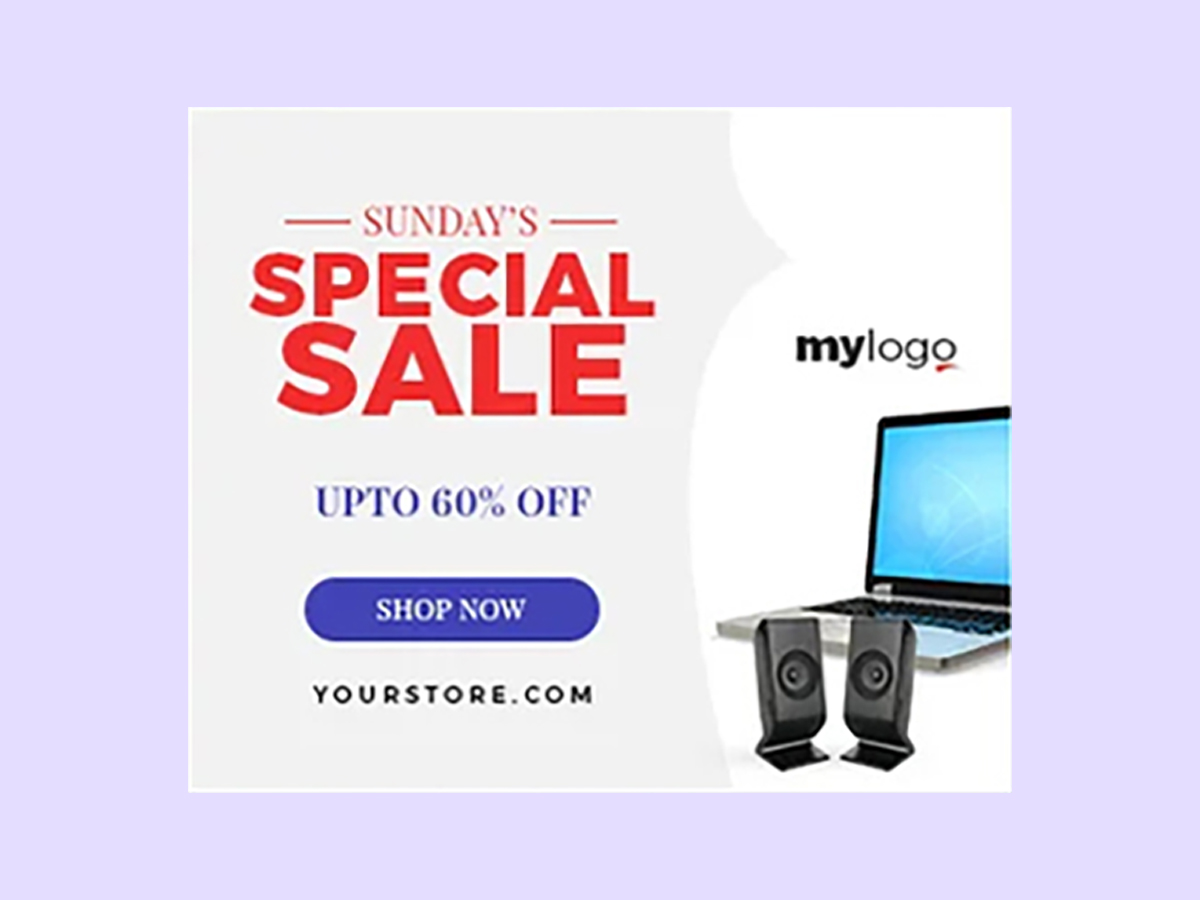 SUNDAY'S
SPECIAL
SALE
UPTO 60% OFF
SHOP NOW
YOURSTORE.COM
mylogo